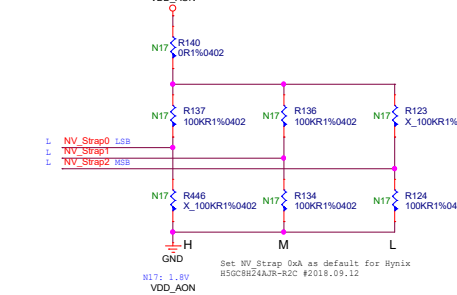 R140
N17
0R1%0402
R137
N17
100KR1%0402
R136
N17
100KR1%0402
R123
N17
X_100KR1%
L NV_Strap0 LSB
L NV_Strap1
L NV_Strap2 MSB
R446
N17
X_100KR1%0402
R134
N17
100KR1%0402
R124
N17
100KR1%04
H
M
L
GND
Set NV_Strap 0xA as default for Hynix
H5GC8H24AJR-R2C #2018.09.12
N17: 1.8V
VDD_AON